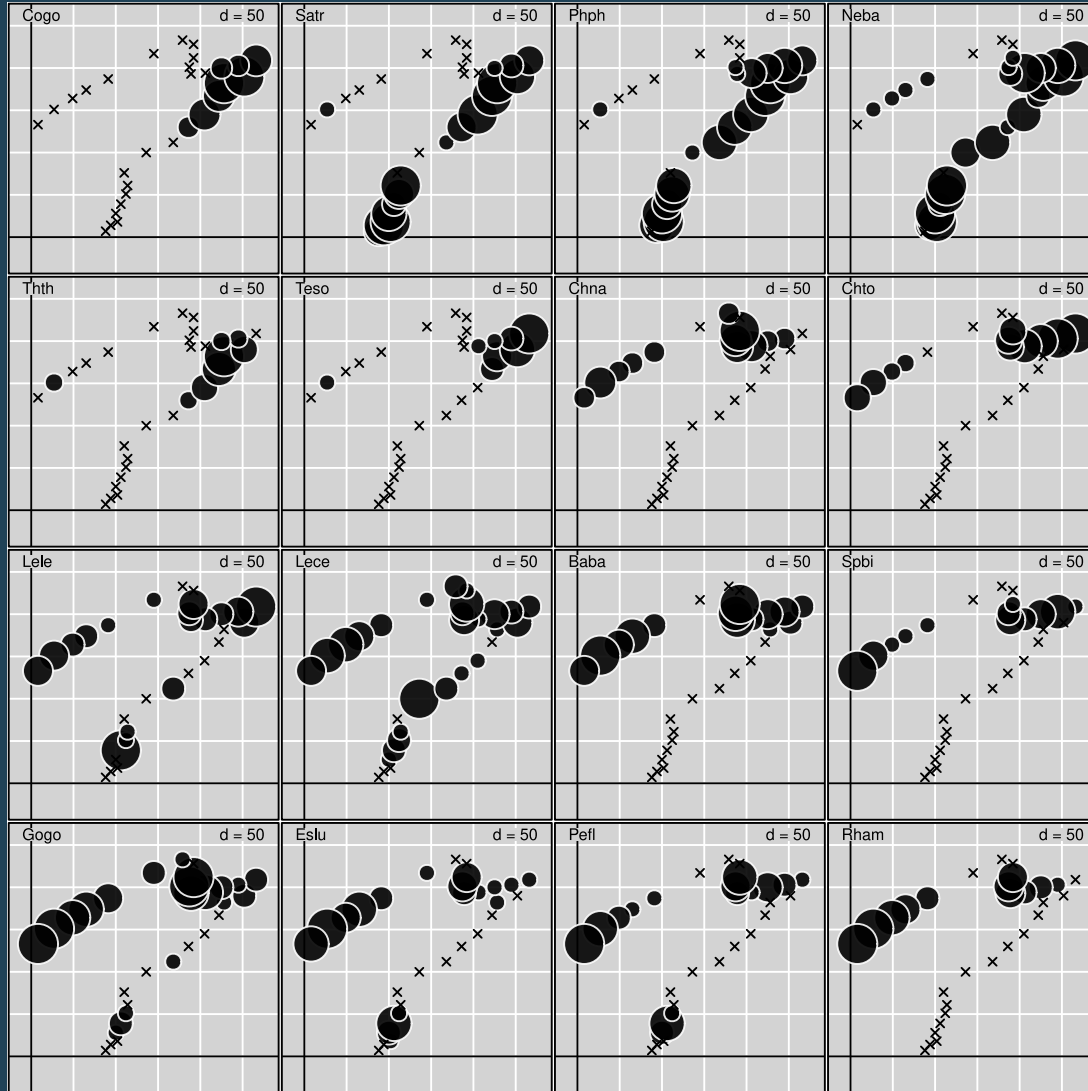 Cogo d = 50 Satr d = 50 Phph d = 50 Neba d = 50
Thth d = 50 Teso d = 50 Chna d = 50 Chto d = 50
Lele d = 50 Lece d = 50 Baba d = 50 Spbi d = 50
Gogo d = 50 Eslu d = 50 Pefl d = 50 Rham d = 50